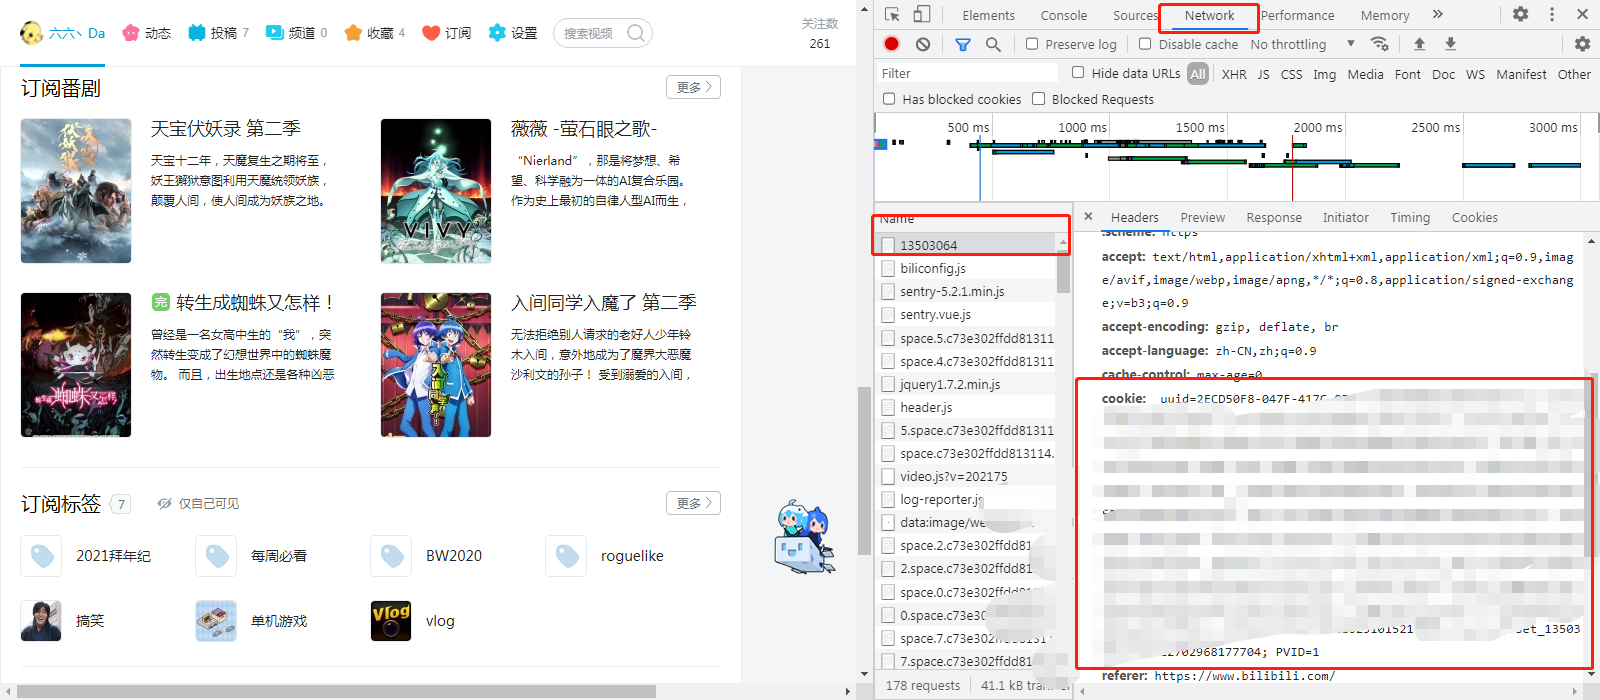 六六丶Da 动态 投稿 7 频道 0 收藏 4 订阅 设置 搜索视频
关注数
261
订阅番剧
更多
天宝伏妖录 第二季
天宝十二年，天魔复生之期将至，
妖王獬狱意图利用天魔统领妖族，
颠覆人间，使人间成为妖族之地。
薇薇 -萤石眼之歌-
“Nierland”，那是将梦想、希
望、科学融为一体的AI复合乐园。
作为史上最初的自律人型AI而生，
VIVY
完 转生成蜘蛛又怎样！
曾经是一名女高中生的“我”，突
然转生变成了幻想世界中的蜘蛛魔
物。 而且，出生地点还是各种凶恶
入间同学入魔了 第二季
无法拒绝别人请求的老好人少年铃
木入间，意外地成为了魔界大恶魔
沙利文的孙子！ 受到溺爱的入间，
订阅标签 7 仅自己可见
更多
2021拜年纪
每周必看
BW2020
roguelike
搞笑
单机游戏
Vlog
vlog
Elements Console Sources Network Performance Memory »
Preserve log Disable cache No throttling
Filter
Hide data URLs All XHR JS CSS Img Media Font Doc WS Manifest Other
Has blocked cookies Blocked Requests
500 ms 1000 ms 1500 ms 2000 ms 2500 ms 3000 ms
Name
13503064
biliconfig.js
sentry-5.2.1.min.js
sentry.vue.js
space.5.c73e302ffdd81311
space.4.c73e302ffdd81311
jquery1.7.2.min.js
header.js
5.space.c73e302ffdd81311
space.c73e302ffdd813114.
video.js?v=202175
log-reporter.js
data:image/we
space.2.c73e302ffdd81
2.space.c73e302ffdd81
space.0.c73e302ffdd
0.space.c73e302ffd
space.7.c73e302ffdd8131
7.space.c73e302ffdd81
178 requests 41.1 kB tran
Headers Preview Response Initiator Timing Cookies
:scheme: https
accept: text/html,application/xhtml+xml,application/xml;q=0.9,imag
e/avif,image/webp,image/apng,*/*;q=0.8,application/signed-exchang
e;v=b3;q=0.9
accept-encoding: gzip, deflate, br
accept-language: zh-CN,zh;q=0.9
cache-control: max-age=0
cookie: _uuid=2ECD50F8-047F-417C-
et_13503
2702968177704; PVID=1
referer: https://www.bilibili.com/